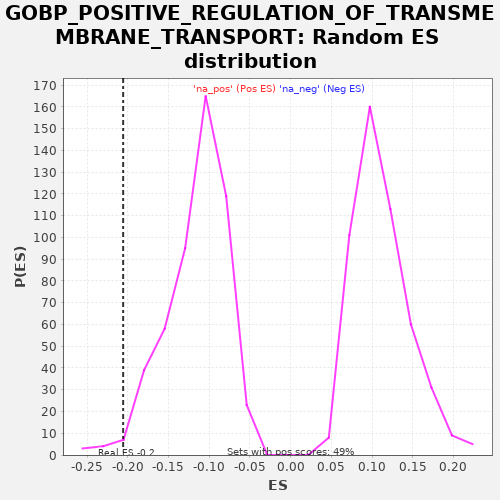 GOBP_POSITIVE_REGULATION_OF_TRANSME
MBRANE_TRANSPORT: Random ES
distribution
'na_pos' (Pos ES) 'na_neg' (Neg ES)
170
160
150
140
130
120
110
100
90
80
70
60
50
40
30
20
10
0
P(ES)
Real ES -0.2
Sets with pos scores: 49%
-0.25 -0.20 -0.15 -0.10 -0.05 0.00 0.05 0.10 0.15 0.20
ES